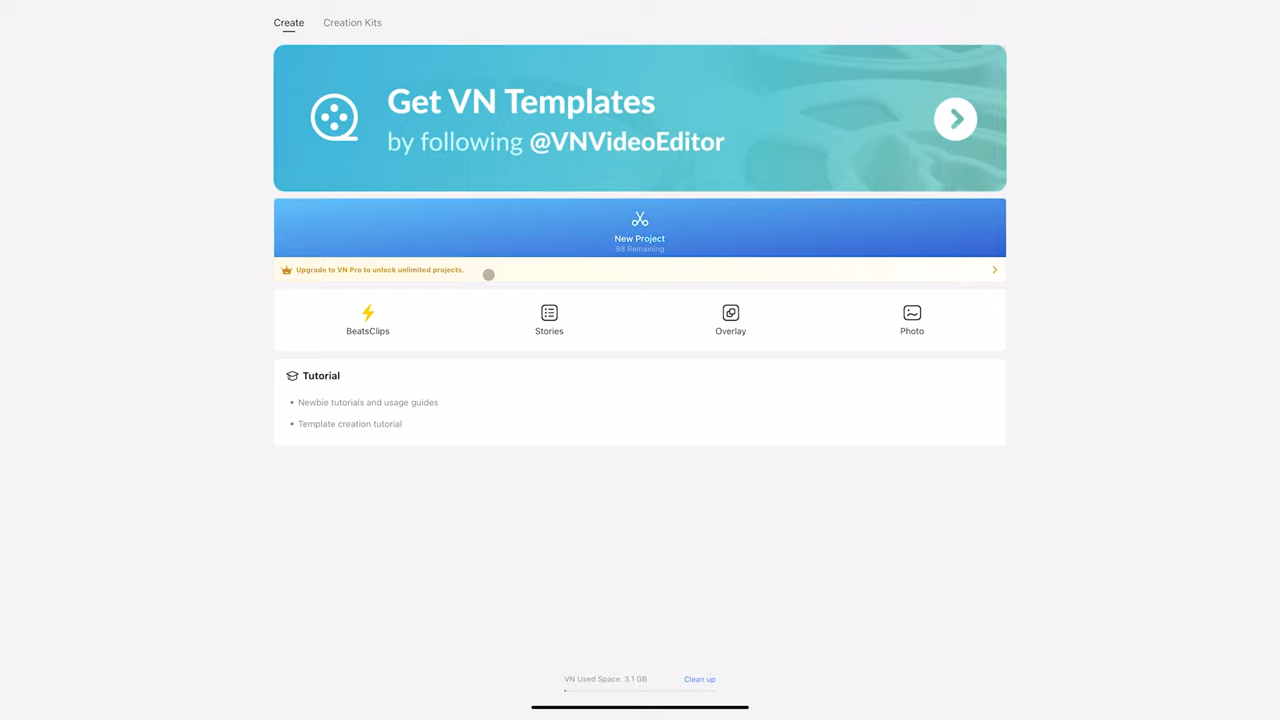 Create Creation Kits
Get VN Templates
by following @VNVideoEditor
New Project
98 Remaining
Upgrade to VN Pro to unlock unlimited projects.
BeatsClips Stories Overlay Photo
Tutorial
• Newbie tutorials and usage guides
• Template creation tutorial
VN Used Space: 3.1 GB Clean up